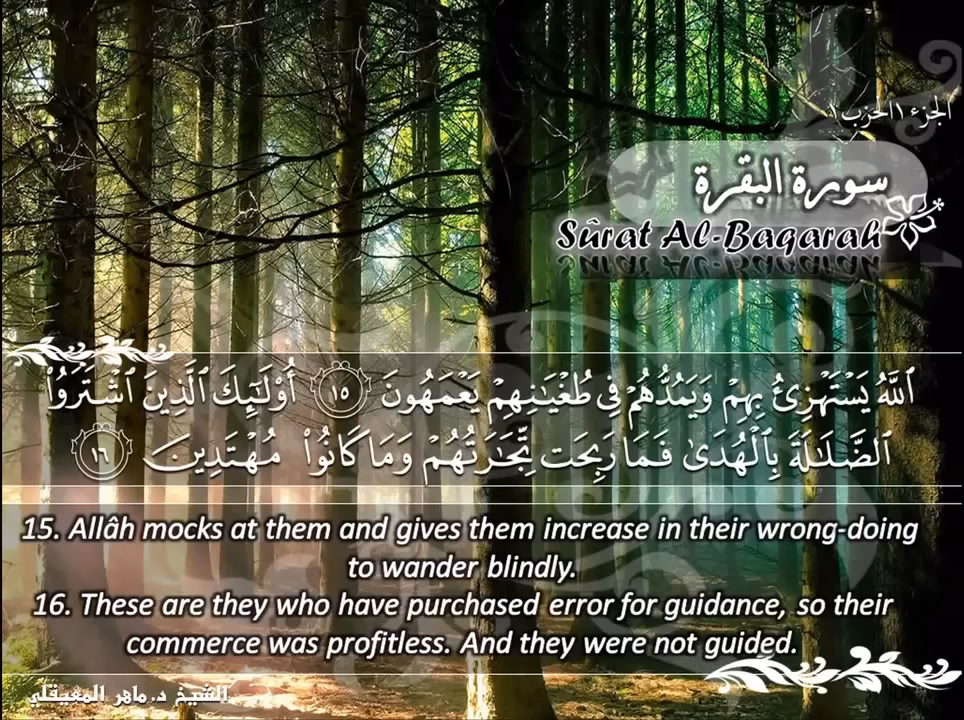 الجزء ١ الحزب ١
سورة البقرة
Sûrat Al-Baqarah
ٱللَّهُ يَسْتَهْزِئُ بِهِمْ وَيَمُدُّهُمْ فِى طُغْيَـٰنِهِمْ يَعْمَهُونَ ١٥ أُو۟لَـٰٓئِكَ ٱلَّذِينَ ٱشْتَرَوُا۟
ٱلضَّلَـٰلَةَ بِٱلْهُدَىٰ فَمَا رَبِحَت تِّجَـٰرَتُهُمْ وَمَا كَانُوا۟ مُهْتَدِينَ ١٦
15. Allâh mocks at them and gives them increase in their wrong-doing
to wander blindly.
16. These are they who have purchased error for guidance, so their
commerce was profitless. And they were not guided.
الشيخ د. ماهر المعيقلي